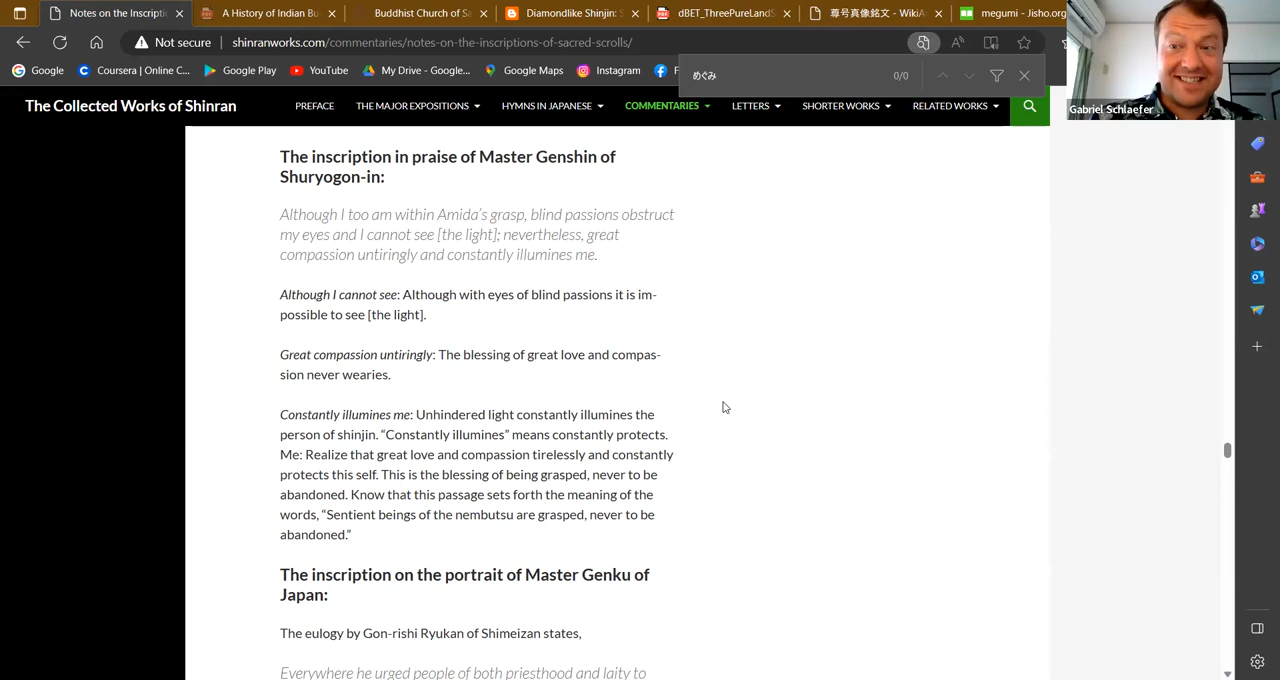 Notes on the Inscripti
A History of Indian Bu
Buddhist Church of Sa
Diamondlike Shinjin: S
dBET_ThreePureLandS
尊号真像銘文 - WikiA
megumi - Jisho.org
Not secure
shinranworks.com/commentaries/notes-on-the-inscriptions-of-sacred-scrolls/
Google
Coursera | Online C...
Google Play
YouTube
My Drive - Google...
Google Maps
Instagram
F
めぐみ
0/0
Gabriel Schlaefer
The Collected Works of Shinran
PREFACE
THE MAJOR EXPOSITIONS
HYMNS IN JAPANESE
COMMENTARIES
LETTERS
SHORTER WORKS
RELATED WORKS
The inscription in praise of Master Genshin of
Shuryogon-in:
Although I too am within Amida’s grasp, blind passions obstruct
my eyes and I cannot see [the light]; nevertheless, great
compassion untiringly and constantly illumines me.
Although I cannot see: Although with eyes of blind passions it is im-
possible to see [the light].
Great compassion untiringly: The blessing of great love and compas-
sion never wearies.
Constantly illumines me: Unhindered light constantly illumines the
person of shinjin. “Constantly illumines” means constantly protects.
Me: Realize that great love and compassion tirelessly and constantly
protects this self. This is the blessing of being grasped, never to be
abandoned. Know that this passage sets forth the meaning of the
words, “Sentient beings of the nembutsu are grasped, never to be
abandoned.”
The inscription on the portrait of Master Genku of
Japan:
The eulogy by Gon-rishi Ryukan of Shimeizan states,
Everywhere he urged people of both priesthood and laity to